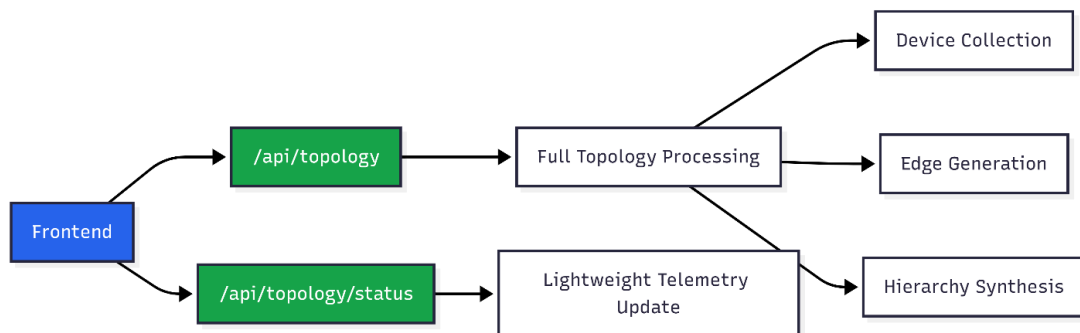 Frontend
/api/topology
/api/topology/status
Full Topology Processing
Lightweight Telemetry
Update
Device Collection
Edge Generation
Hierarchy Synthesis